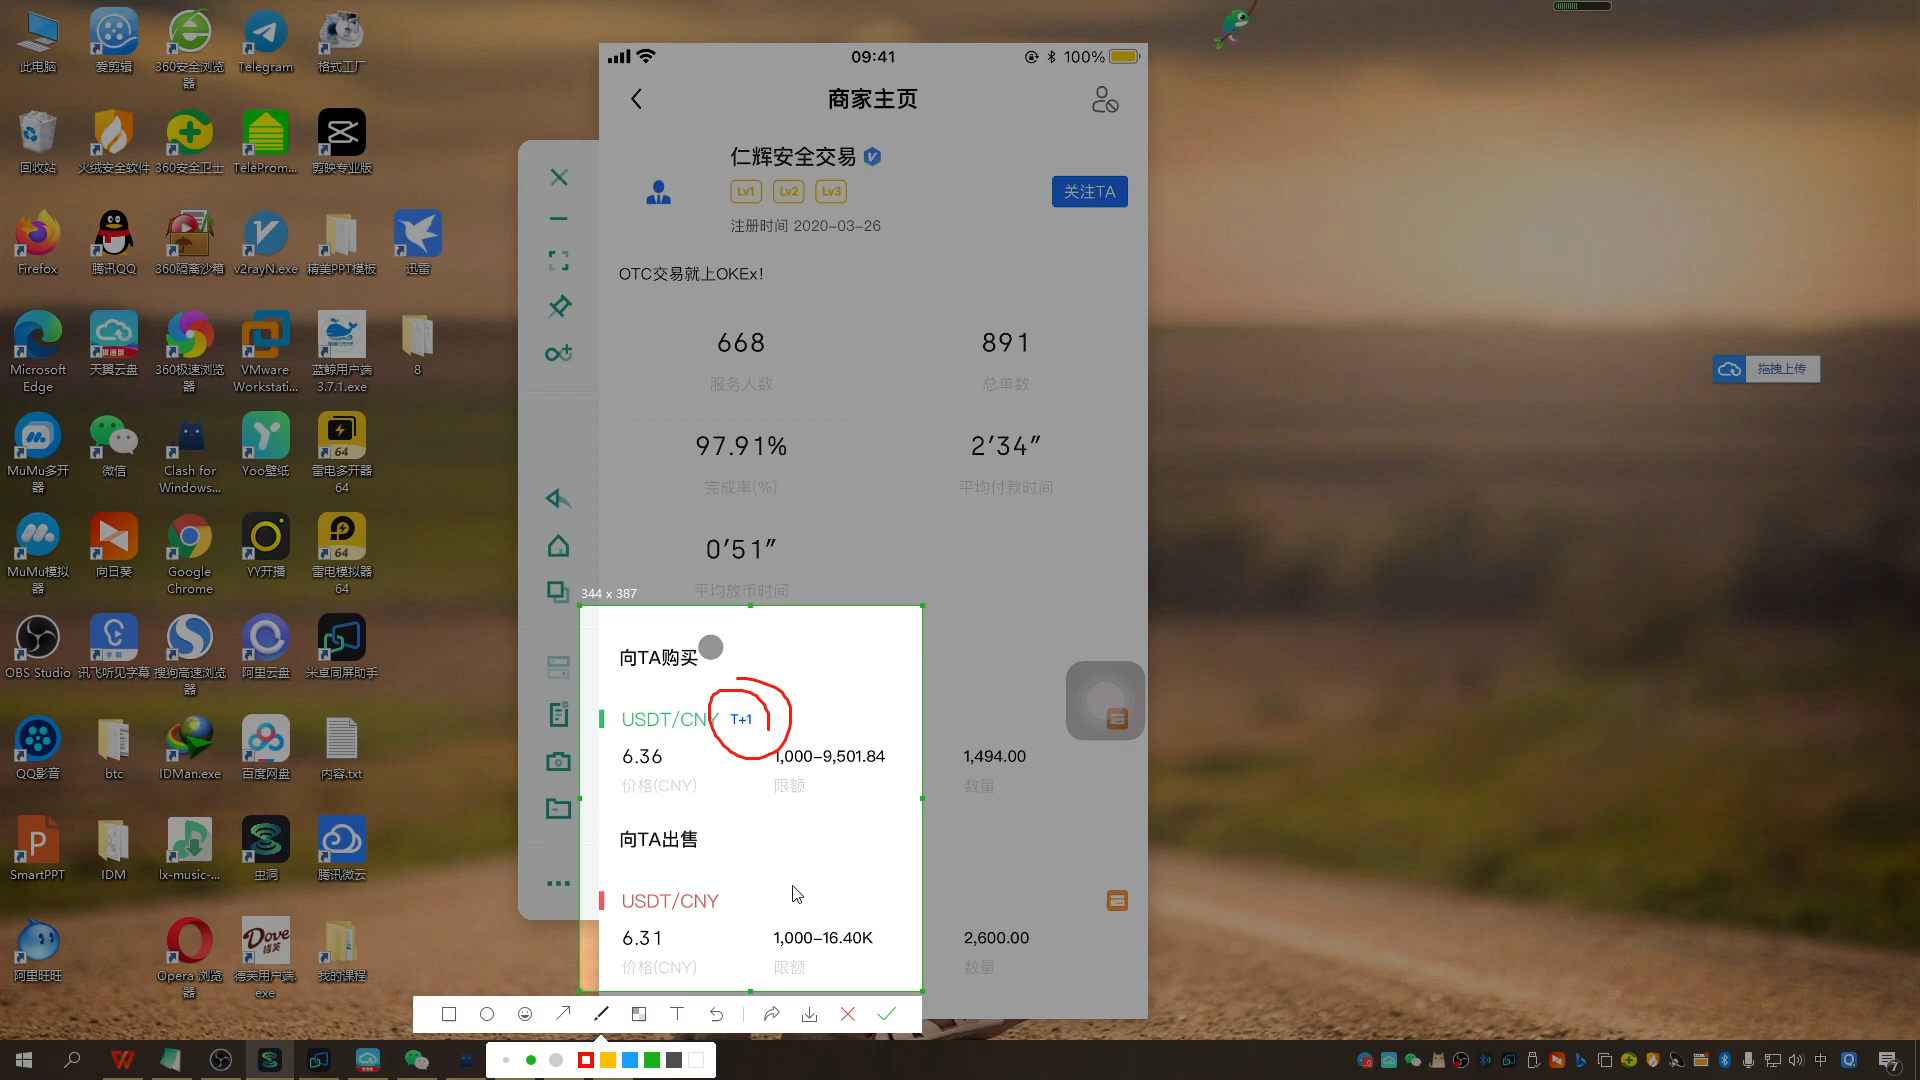 此电脑
爱剪辑
360安全浏览器
Telegram
格式工厂
回收站
火绒安全软件
360安全卫士
TeleProm...
剪映专业版
Firefox
腾讯QQ
360隔离沙箱
v2rayN.exe
精美PPT模板
迅雷
Microsoft Edge
天翼云盘
360极速浏览器
VMware Workstati...
蓝鲸用户端3.7.1.exe
8
MuMu多开器
微信
Clash for Windows...
Yoo壁纸
雷电多开器64
MuMu模拟器
向日葵
Google Chrome
YY开播
雷电模拟器64
OBS Studio
讯飞听见字幕
搜狗高速浏览器
阿里云盘
米卓同屏助手
QQ影音
btc
IDMan.exe
百度网盘
内容.txt
SmartPPT
IDM
lx-music-...
虫洞
腾讯微云
阿里旺旺
Opera 浏览器
德芙用户端.exe
我的课程
09:41
100%
商家主页
仁辉安全交易
Lv1 Lv2 Lv3
关注TA
注册时间 2020-03-26
OTC交易就上OKEx!
668 891
服务人数 总单数
97.91% 2'34"
完成率(%) 平均付款时间
0'51"
平均放币时间
344 x 387
向TA购买
USDT/CNY T+1
6.36 1,000-9,501.84 1,494.00
价格(CNY) 限额 数量
向TA出售
USDT/CNY
6.31 1,000-16.40K 2,600.00
价格(CNY) 限额 数量
拖拽上传
中
7